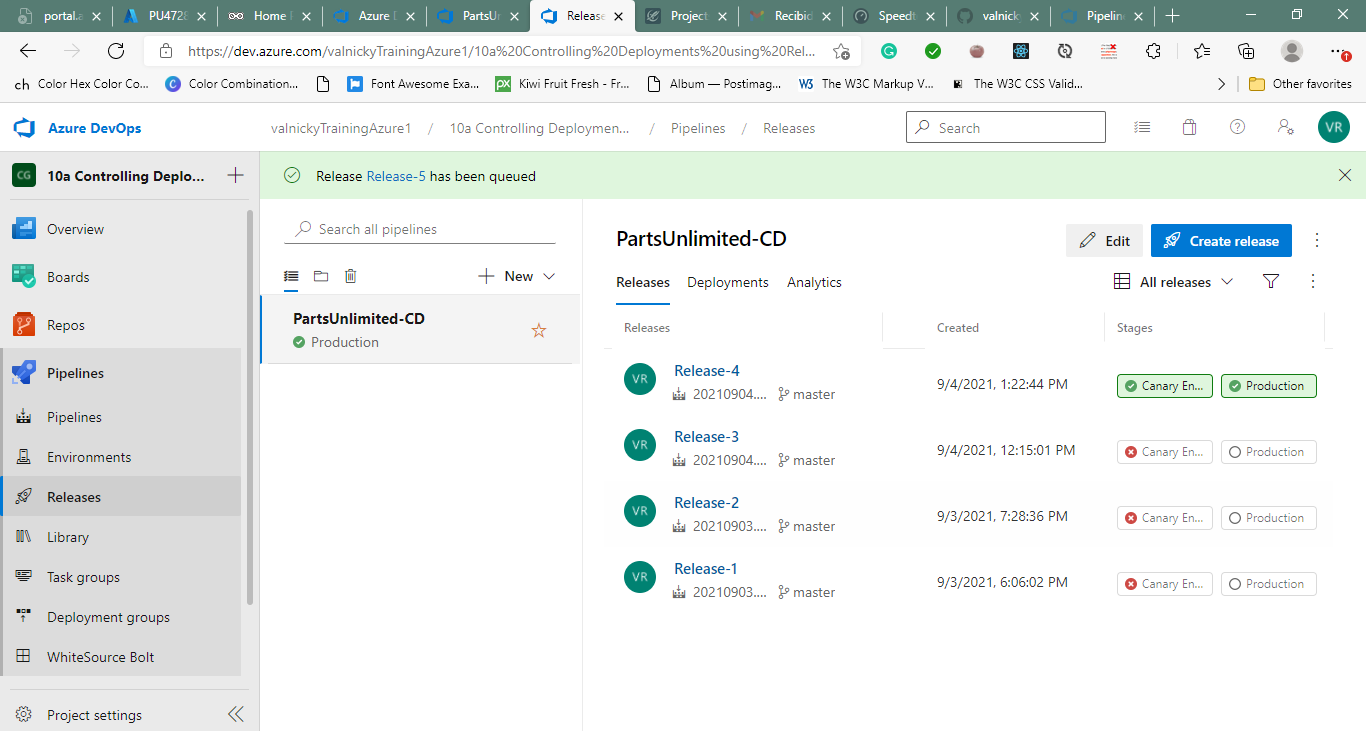 portal.a
PU4728
Home
Azure D
PartsUn
Release
Project
Recibid
Speedt
valnick
Pipelin
https://dev.azure.com/valnickyTrainingAzure1/10a%20Controlling%20Deployments%20using%20Rel...
ch Color Hex Color Co...
Color Combination...
Font Awesome Exa...
px Kiwi Fruit Fresh - Fr...
Album — Postimag...
W3 The W3C Markup V...
The W3C CSS Valid...
Other favorites
Azure DevOps
valnickyTrainingAzure1 / 10a Controlling Deploymen... / Pipelines / Releases
Search
VR
CG 10a Controlling Deplo...
Release Release-5 has been queued
Overview
Boards
Repos
Pipelines
Pipelines
Environments
Releases
Library
Task groups
Deployment groups
WhiteSource Bolt
Project settings
Search all pipelines
New
PartsUnlimited-CD
Production
PartsUnlimited-CD
Edit
Create release
Releases Deployments Analytics
All releases
Releases Created Stages
VR Release-4 9/4/2021, 1:22:44 PM Canary En... Production
20210904.... master
VR Release-3 9/4/2021, 12:15:01 PM Canary En... Production
20210904.... master
VR Release-2 9/3/2021, 7:28:36 PM Canary En... Production
20210903.... master
VR Release-1 9/3/2021, 6:06:02 PM Canary En... Production
20210903.... master